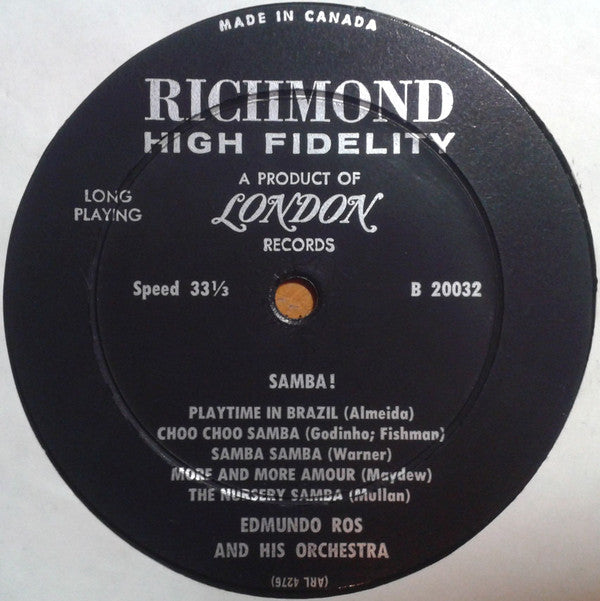 MADE IN CANADA
RICHMOND
HIGH FIDELITY
A PRODUCT OF
LONDON
RECORDS
LONG
PLAYING
Speed 33⅓
B 20032
SAMBA!
PLAYTIME IN BRAZIL (Almeida)
CHOO CHOO SAMBA (Godinho; Fishman)
SAMBA SAMBA (Warner)
MORE AND MORE AMOUR (Maydew)
THE NURSERY SAMBA (Mullan)
EDMUNDO ROS
AND HIS ORCHESTRA
(ARL 4276)